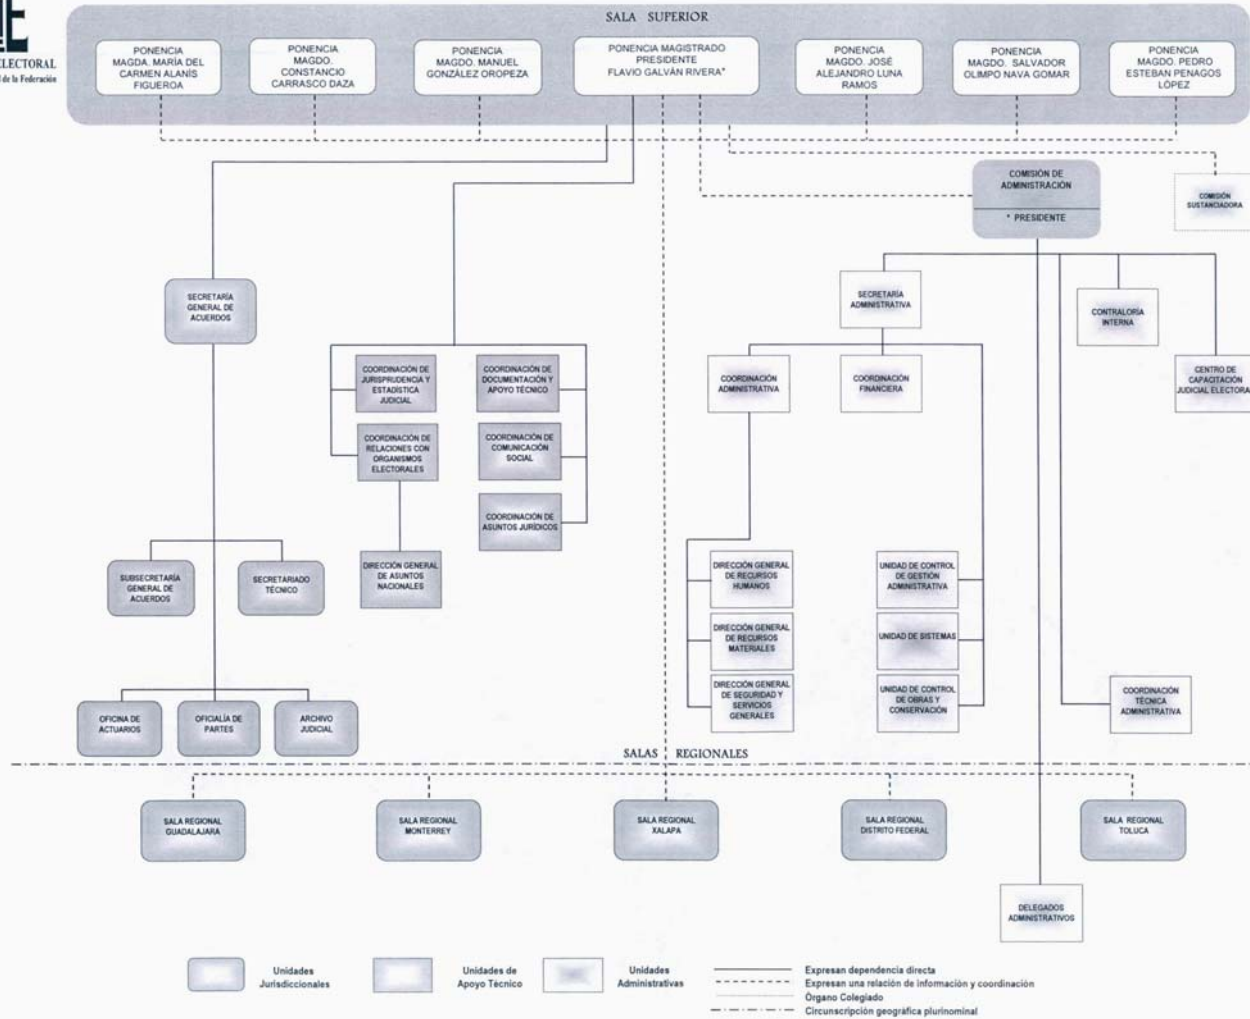 SALA SUPERIOR
ELECTORAL
de la Federación
PONENCIA
MAGDA. MARÍA DEL
CARMEN ALANÍS
FIGUEROA
PONENCIA
MAGDO.
CONSTANCIO
CARRASCO DAZA
PONENCIA
MAGDO. MANUEL
GONZÁLEZ OROPEZA
PONENCIA MAGISTRADO
PRESIDENTE
FLAVIO GALVÁN RIVERA*
PONENCIA
MAGDO. JOSÉ
ALEJANDRO LUNA
RAMOS
PONENCIA
MAGDO. SALVADOR
OLIMPO NAVA GOMAR
PONENCIA
MAGDO. PEDRO
ESTEBAN PENAGOS
LÓPEZ
COMISIÓN DE
ADMINISTRACIÓN
* PRESIDENTE
COMISIÓN
SUSTANCIADORA
SECRETARÍA
GENERAL DE
ACUERDOS
SECRETARÍA
ADMINISTRATIVA
CONTRALORÍA
INTERNA
COORDINACIÓN DE
JURISPRUDENCIA Y
ESTADÍSTICA
JUDICIAL
COORDINACIÓN DE
DOCUMENTACIÓN Y
APOYO TÉCNICO
COORDINACIÓN
ADMINISTRATIVA
COORDINACIÓN
FINANCIERA
CENTRO DE
CAPACITACIÓN
JUDICIAL ELECTORA
COORDINACIÓN DE
RELACIONES CON
ORGANISMOS
ELECTORALES
COORDINACIÓN DE
COMUNICACIÓN
SOCIAL
COORDINACIÓN DE
ASUNTOS JURÍDICOS
SUBSECRETARÍA
GENERAL DE
ACUERDOS
SECRETARIADO
TÉCNICO
DIRECCIÓN GENERAL
DE ASUNTOS
NACIONALES
DIRECCIÓN GENERAL
DE RECURSOS
HUMANOS
UNIDAD DE CONTROL
DE GESTIÓN
ADMINISTRATIVA
DIRECCIÓN GENERAL
DE RECURSOS
MATERIALES
UNIDAD DE SISTEMAS
DIRECCIÓN GENERAL
DE SEGURIDAD Y
SERVICIOS
GENERALES
UNIDAD DE CONTROL
DE OBRAS Y
CONSERVACIÓN
COORDINACIÓN
TÉCNICA
ADMINISTRATIVA
OFICINA DE
ACTUARIOS
OFICIALÍA DE
PARTES
ARCHIVO
JUDICIAL
SALAS REGIONALES
SALA REGIONAL
GUADALAJARA
SALA REGIONAL
MONTERREY
SALA REGIONAL
XALAPA
SALA REGIONAL
DISTRITO FEDERAL
SALA REGIONAL
TOLUCA
DELEGADOS
ADMINISTRATIVOS
Unidades
Jurisdiccionales
Unidades de
Apoyo Técnico
Unidades
Administrativas
Expresan dependencia directa
Expresan una relación de información y coordinación
Órgano Colegiado
Circunscripción geográfica plurinominal